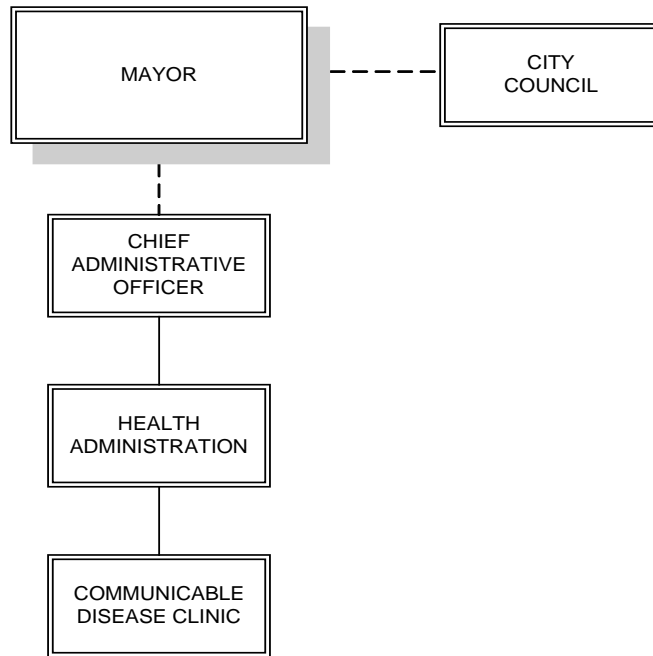 MAYOR
CITY
COUNCIL
CHIEF
ADMINISTRATIVE
OFFICER
HEALTH
ADMINISTRATION
COMMUNICABLE
DISEASE CLINIC